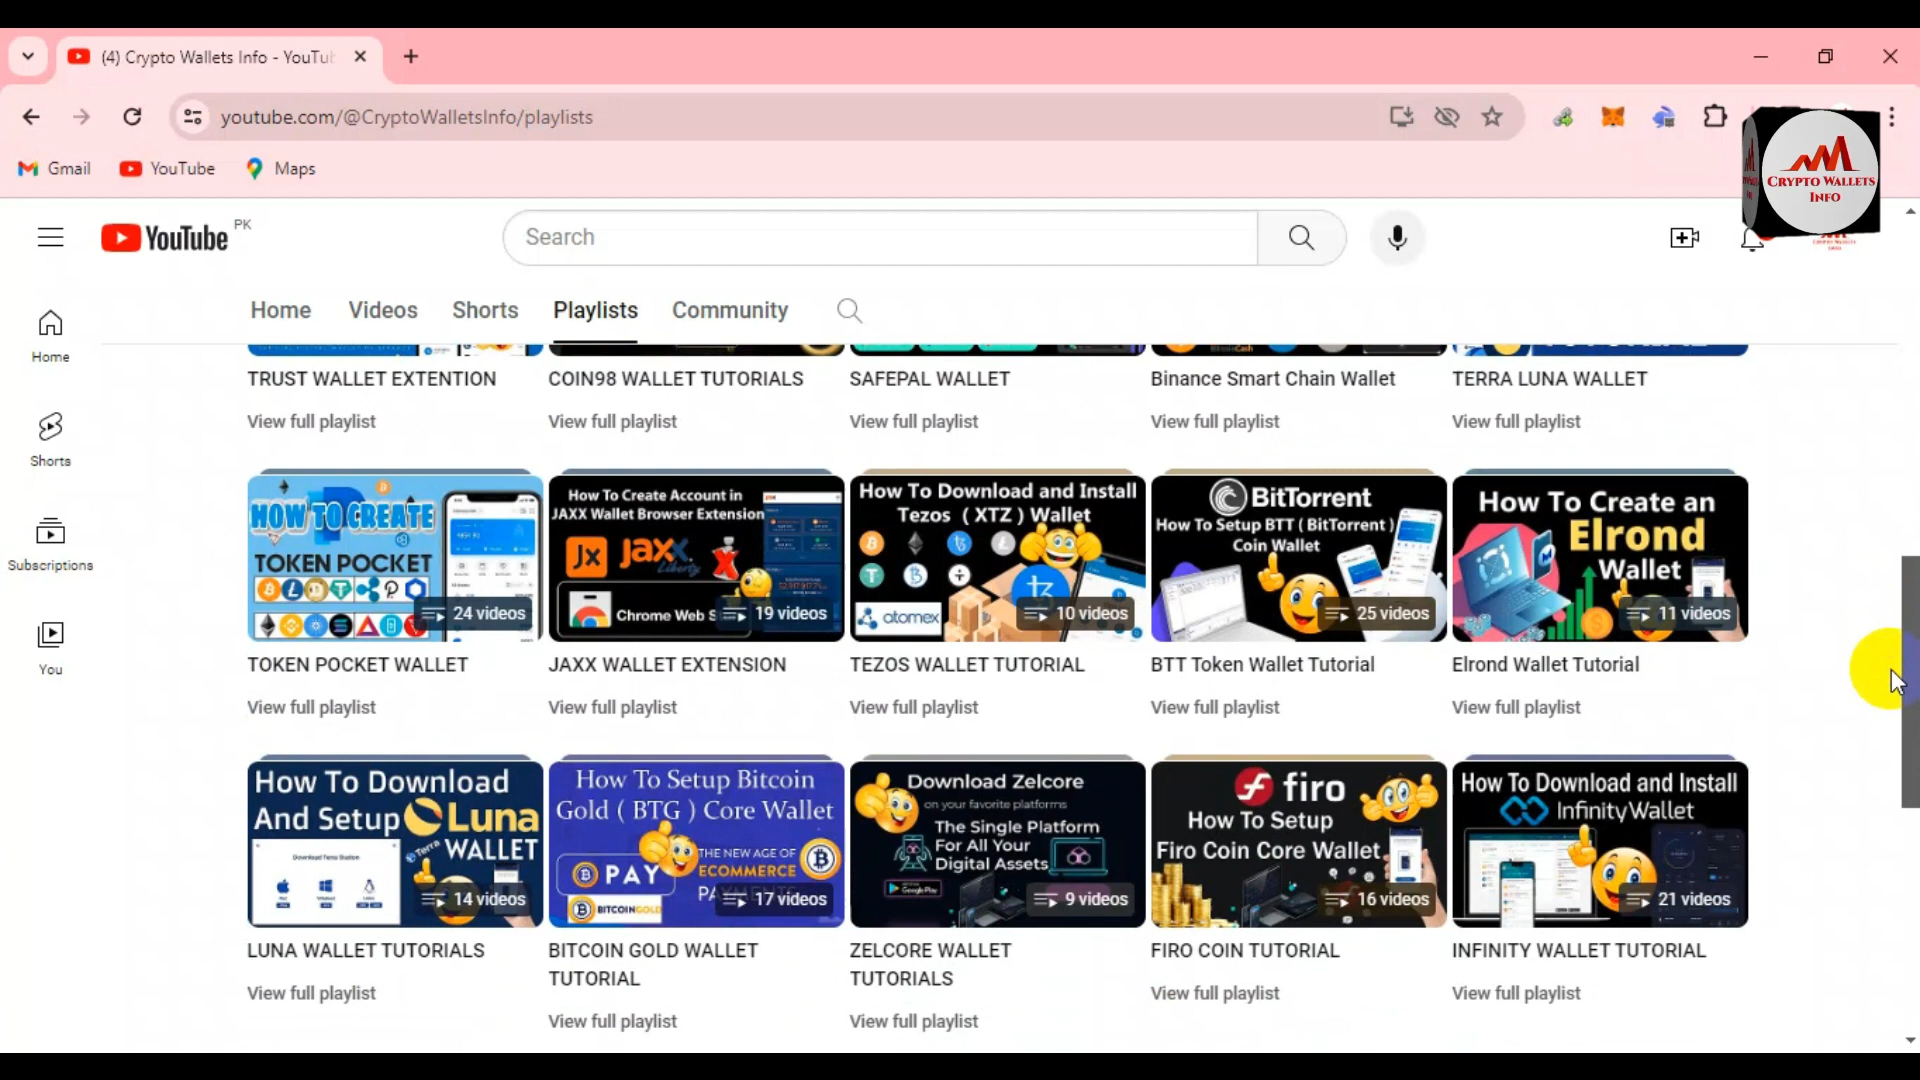 (4) Crypto Wallets Info - YouTu
youtube.com/@CryptoWalletsInfo/playlists
Gmail
YouTube
Maps
CRYPTO WALLETS
INFO
YouTube PK
Search
Home
Videos
Shorts
Playlists
Community
Home
Shorts
Subscriptions
You
TRUST WALLET EXTENTION
View full playlist
COIN98 WALLET TUTORIALS
View full playlist
SAFEPAL WALLET
View full playlist
Binance Smart Chain Wallet
View full playlist
TERRA LUNA WALLET
View full playlist
HOW TO CREATE
TOKEN POCKET
24 videos
TOKEN POCKET WALLET
View full playlist
How To Create Account in
JAXX Wallet Browser Extension
JX JAXX
Liberty
Chrome Web S
19 videos
JAXX WALLET EXTENSION
View full playlist
How To Download and Install
Tezos ( XTZ ) Wallet
atomex
10 videos
TEZOS WALLET TUTORIAL
View full playlist
BitTorrent
How To Setup BTT ( BitTorrent )
Coin Wallet
25 videos
BTT Token Wallet Tutorial
View full playlist
How To Create an
Elrond
Wallet
11 videos
Elrond Wallet Tutorial
View full playlist
How To Download
And Setup Luna
Terra WALLET
Download Terra Station
14 videos
LUNA WALLET TUTORIALS
View full playlist
How To Setup Bitcoin
Gold ( BTG ) Core Wallet
PAY
THE NEW AGE OF
ECOMMERCE
PAYMENTS
BITCOINGOLD
17 videos
BITCOIN GOLD WALLET
TUTORIAL
View full playlist
Download Zelcore
on your favorite platforms
The Single Platform
For All Your
Digital Assets
Google Play
9 videos
ZELCORE WALLET
TUTORIALS
View full playlist
firo
How To Setup
Firo Coin Core Wallet
16 videos
FIRO COIN TUTORIAL
View full playlist
How To Download and Install
InfinityWallet
21 videos
INFINITY WALLET TUTORIAL
View full playlist